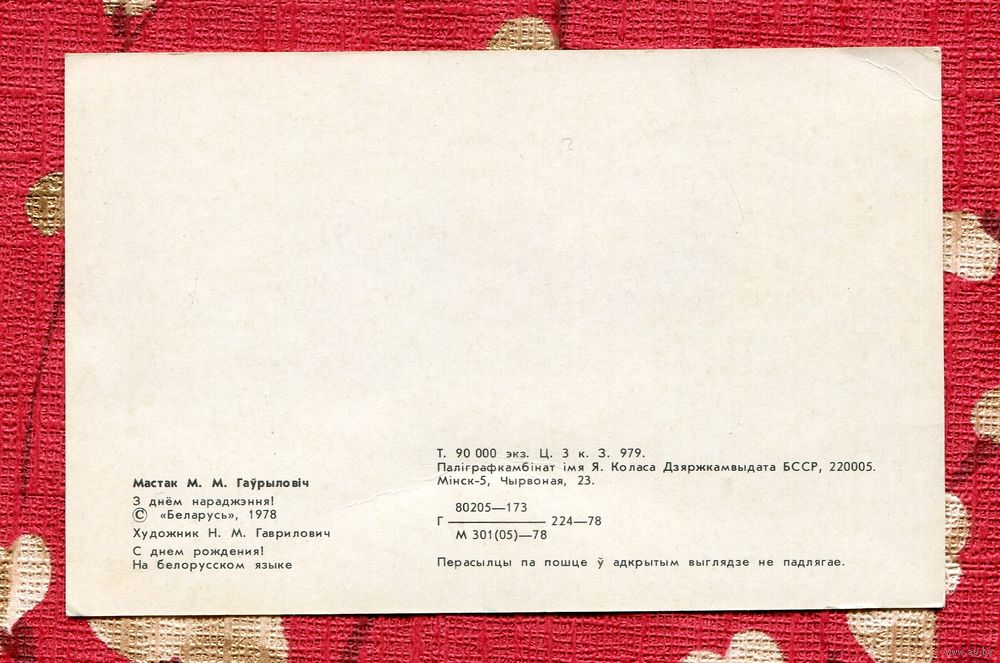 Мастак М. М. Гаўрыловіч
З днём нараджэння!
© «Беларусь», 1978
Художник Н. М. Гаврилович
С днем рождения!
На белорусском языке
Т. 90 000 экз. Ц. 3 к. З. 979.
Паліграфкамбінат імя Я. Коласа Дзяржкамвыдата БССР, 220005.
Мінск-5, Чырвоная, 23.
80205—173
Г ——— 224—78
М 301(05)—78
Перасылцы па пошце ў адкрытым выглядзе не падлягае.